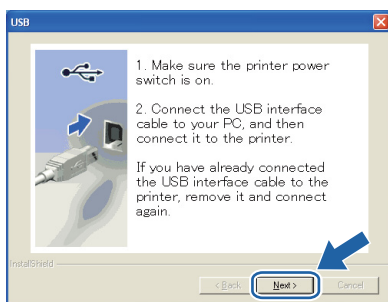 USB
1. Make sure the printer power
switch is on.
2. Connect the USB interface
cable to your PC, and then
connect it to the printer.
If you have already connected
the USB interface cable to the
printer, remove it and connect
again.
InstallShield
< Back Next > Cancel